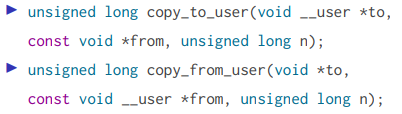 ▶ unsigned long copy_to_user(void __user *to,
const void *from, unsigned long n);
▶ unsigned long copy_from_user(void *to,
const void __user *from, unsigned long n);